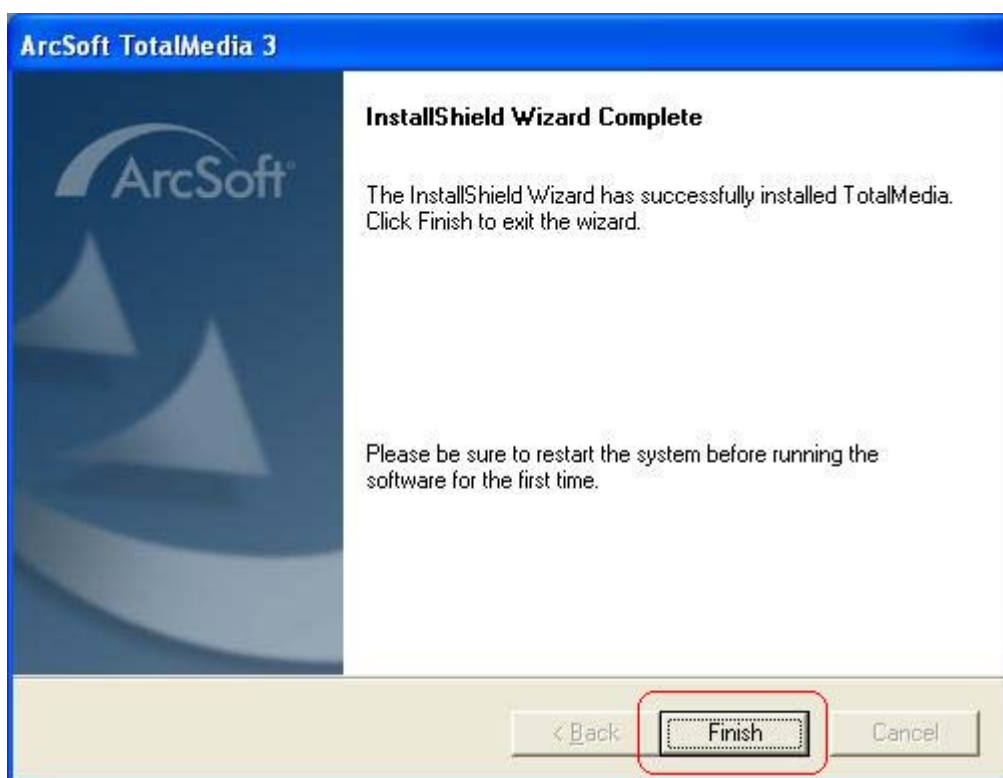 ArcSoft TotalMedia 3
ArcSoft®
InstallShield Wizard Complete
The InstallShield Wizard has successfully installed TotalMedia.
Click Finish to exit the wizard.
Please be sure to restart the system before running the
software for the first time.
< Back
Finish
Cancel